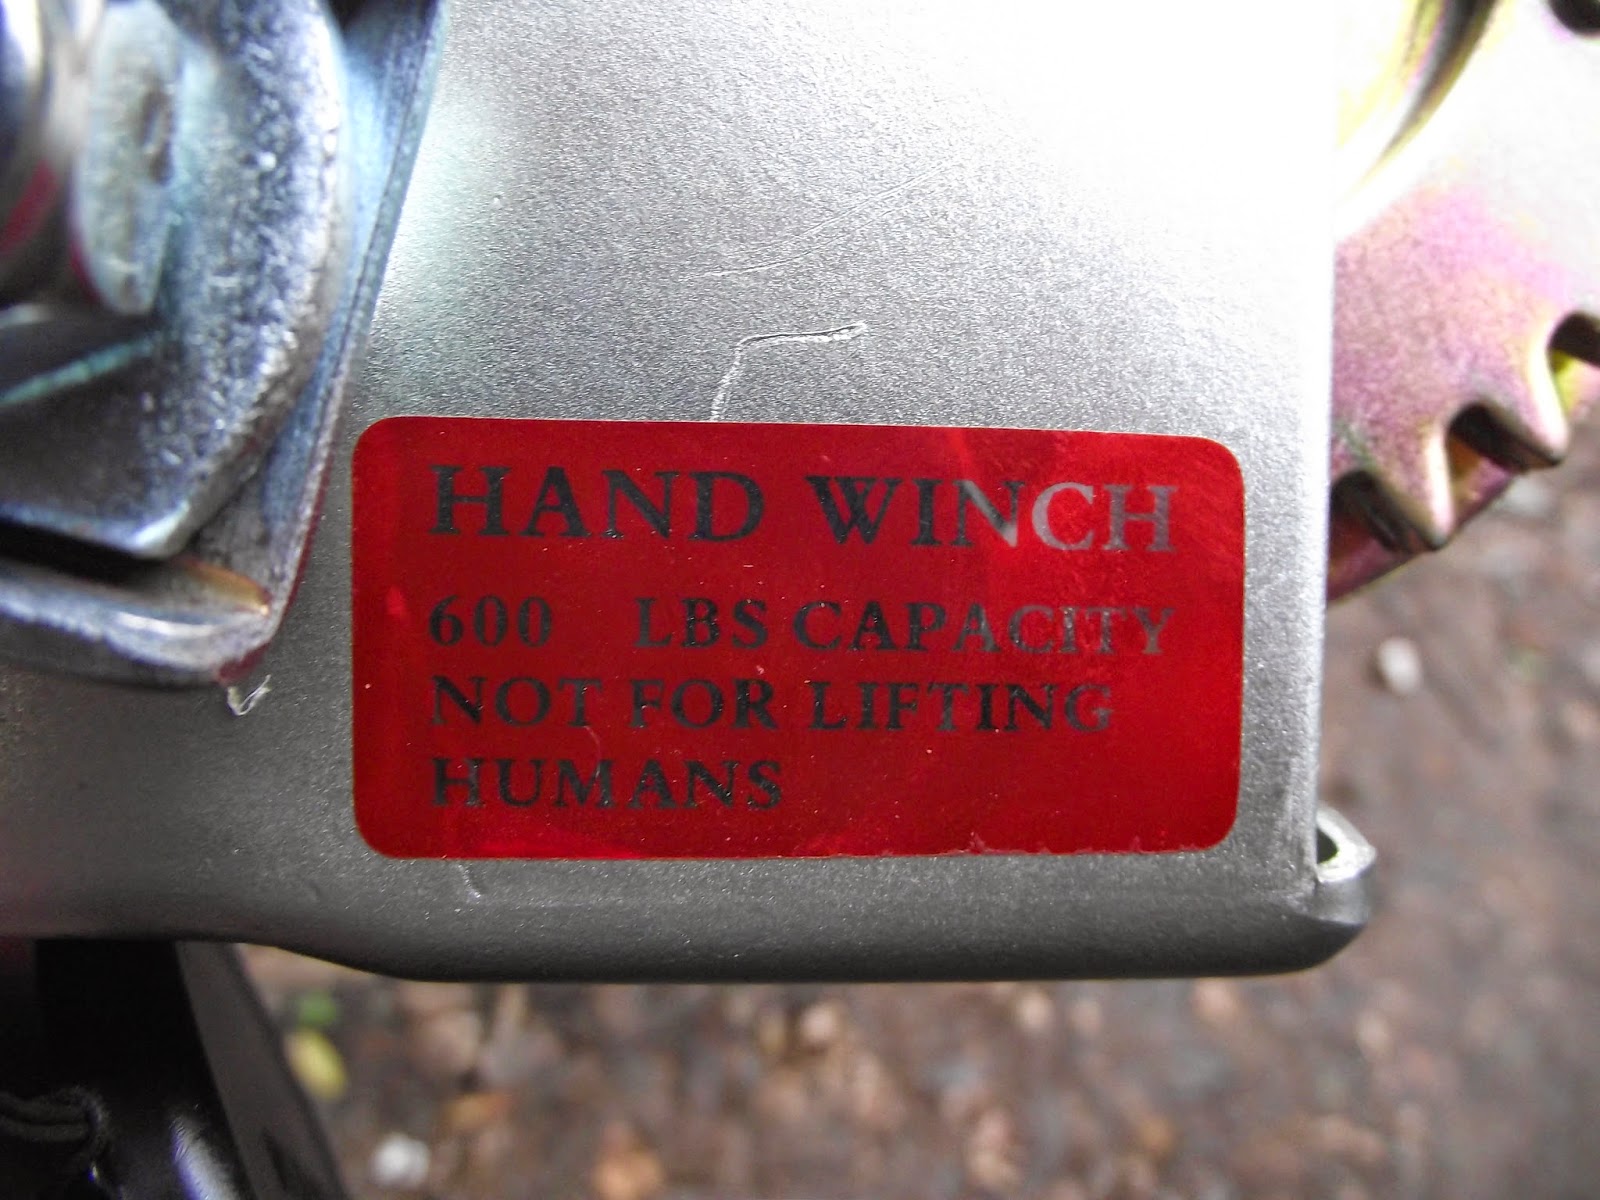 HAND WINCH
600 LBS CAPACITY
NOT FOR LIFTING
HUMANS